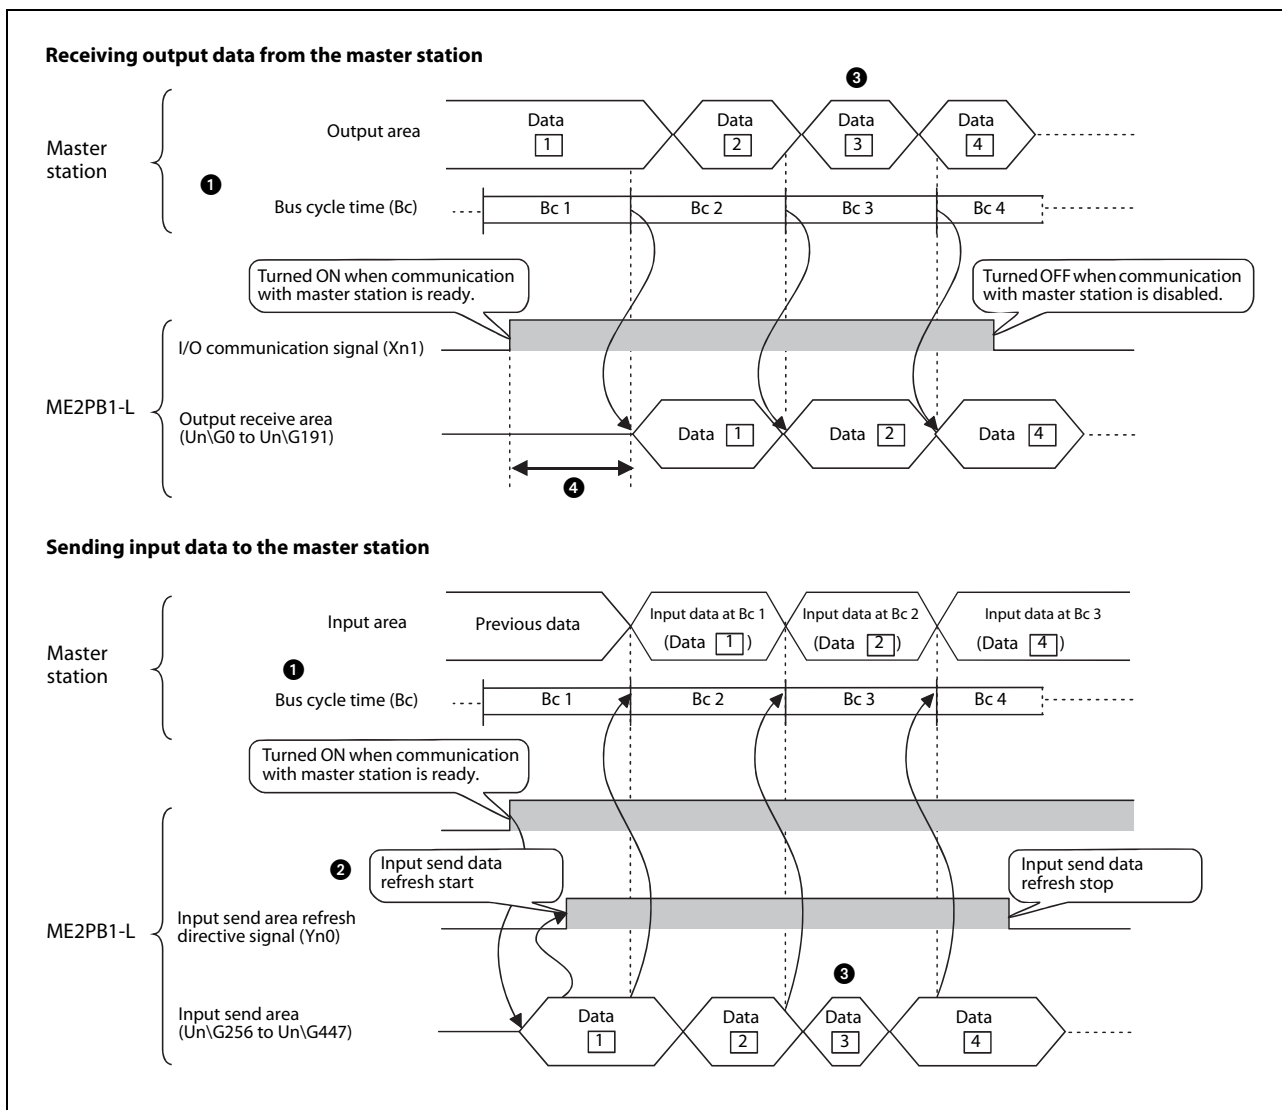 Receiving output data from the master station
❸
Output area
Data
1
Data
2
Data
3
Data
4
Master
station
❶
Bus cycle time (Bc)
Bc 1
Bc 2
Bc 3
Bc 4
Turned ON when communication
with master station is ready.
Turned OFF when communication
with master station is disabled.
I/O communication signal (Xn1)
ME2PB1-L
Output receive area
(Un\G0 to Un\G191)
Data 1
Data 2
Data 4
❹
Sending input data to the master station
Input area
Previous data
Input data at Bc 1
(Data 1)
Input data at Bc 2
(Data 2)
Input data at Bc 3
(Data 4)
Master
station
❶
Bus cycle time (Bc)
Bc 1
Bc 2
Bc 3
Bc 4
Turned ON when communication
with master station is ready.
❷
Input send data
refresh start
Input send data
refresh stop
ME2PB1-L
Input send area refresh
directive signal (Yn0)
❸
Input send area
(Un\G256 to Un\G447)
Data
1
Data
2
Data
3
Data
4